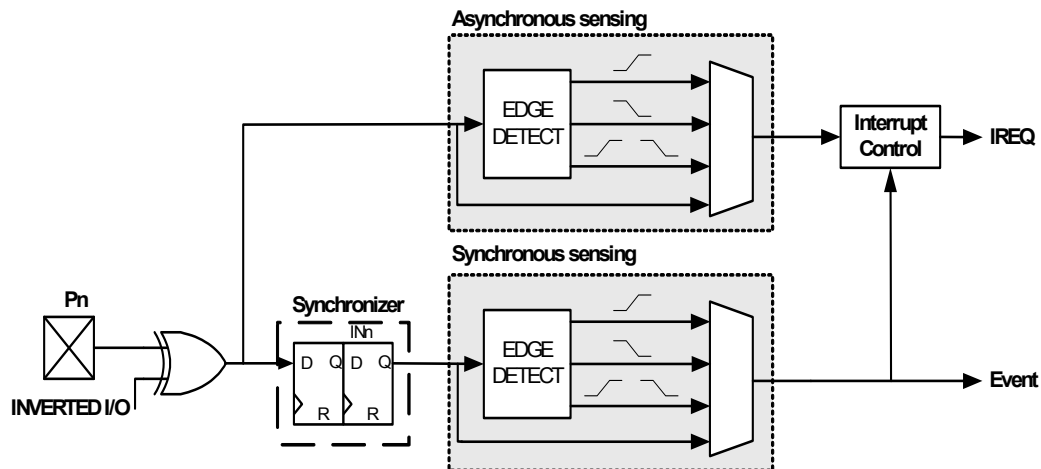 Asynchronous sensing
EDGE
DETECT
Interrupt
Control
IREQ
Synchronous sensing
Pn
Synchronizer
INn
D Q D Q
R R
EDGE
DETECT
INVERTED I/O
Event